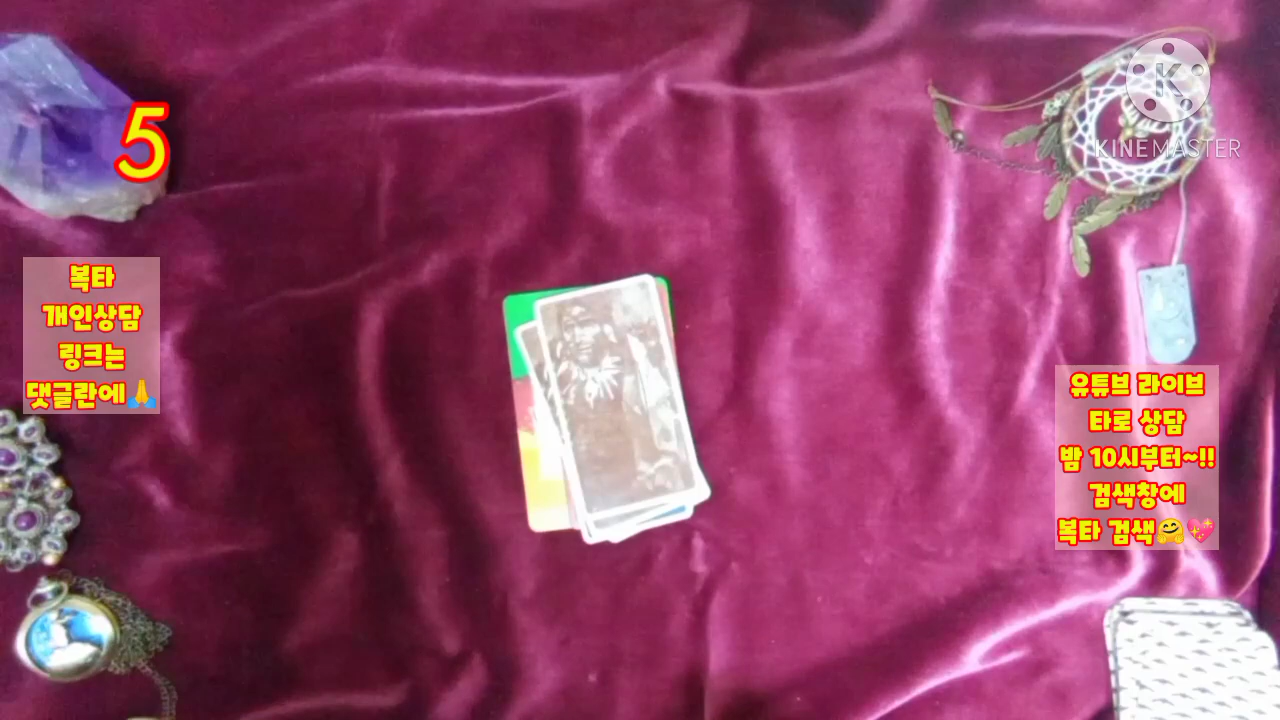 5
KINEMASTER
복타
개인상담
링크는
댓글란에🙏
유튜브 라이브
타로 상담
밤 10시부터~!!
검색창에
복타 검색🤗💖